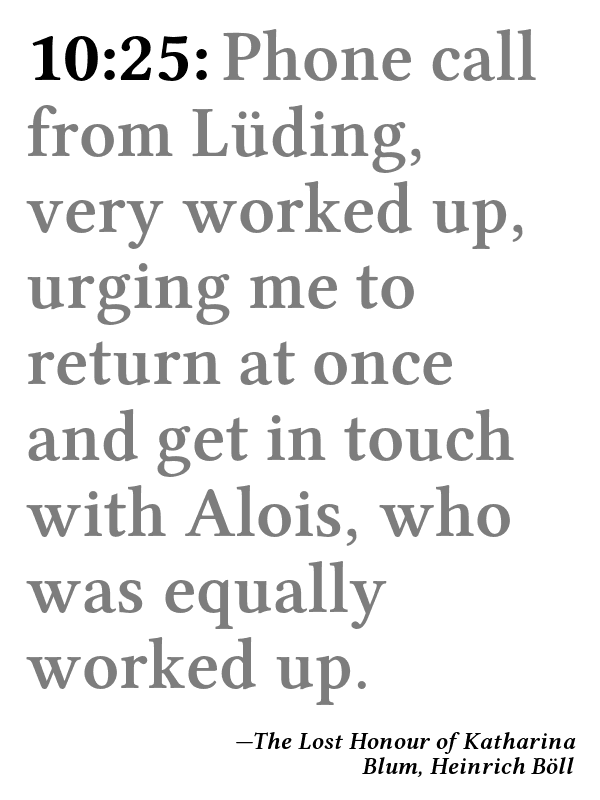 10:25: Phone call
from Lüding,
very worked up,
urging me to
return at once
and get in touch
with Alois, who
was equally
worked up.
—The Lost Honour of Katharina
Blum, Heinrich Böll